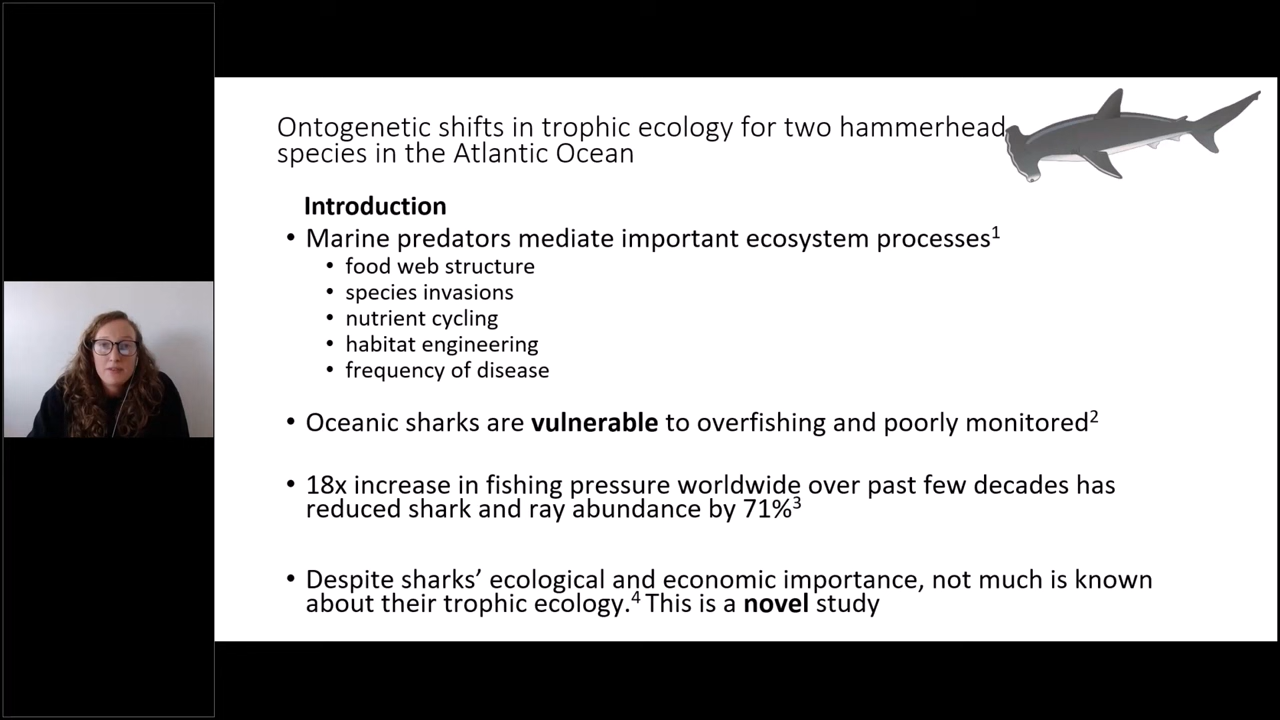 Ontogenetic shifts in trophic ecology for two hammerhead
species in the Atlantic Ocean
Introduction
• Marine predators mediate important ecosystem processes¹
• food web structure
• species invasions
• nutrient cycling
• habitat engineering
• frequency of disease
• Oceanic sharks are vulnerable to overfishing and poorly monitored²
• 18x increase in fishing pressure worldwide over past few decades has
reduced shark and ray abundance by 71%³
• Despite sharks’ ecological and economic importance, not much is known
about their trophic ecology.⁴ This is a novel study